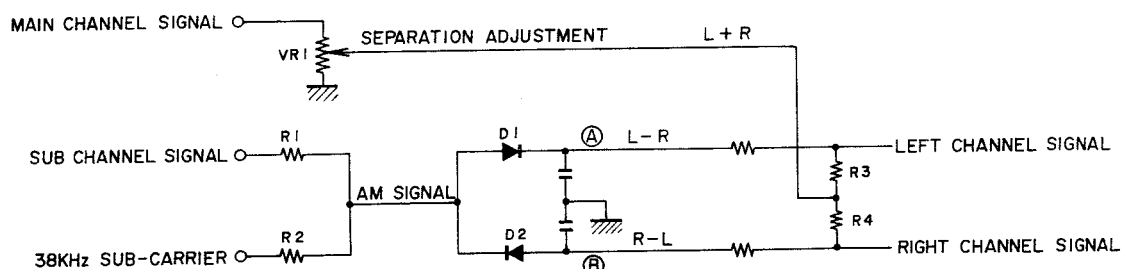 MAIN CHANNEL SIGNAL
VR1
SEPARATION ADJUSTMENT
L+R
R1
D1
A
L-R
SUB CHANNEL SIGNAL
LEFT CHANNEL SIGNAL
R3
AM SIGNAL
R4
R2
D2
R-L
38KHz SUB-CARRIER
B
RIGHT CHANNEL SIGNAL